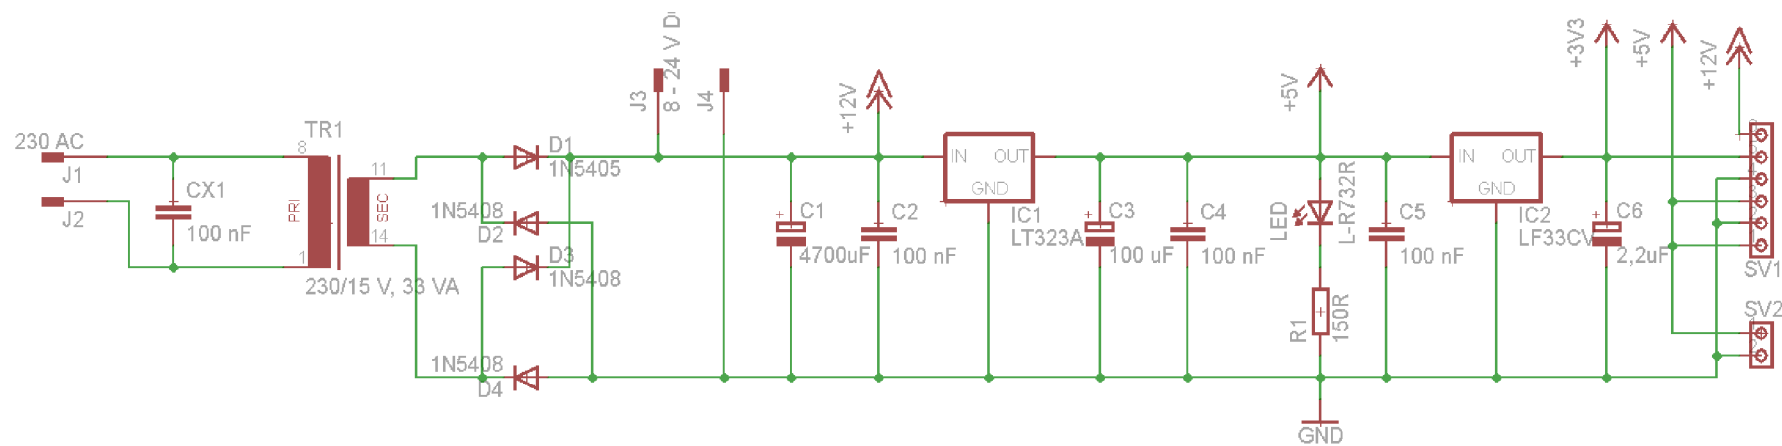 230 AC
J1
J2
CX1
100 nF
TR1
8
1
PRI
SEC
11
14
230/15 V, 33 VA
D1
1N5405
1N5408
D2
D3
1N5408
1N5408
D4
J3
8 - 24 V D
J4
+12V
C1
4700uF
C2
100 nF
IN
OUT
GND
IC1
LT323A
C3
100 uF
C4
100 nF
+5V
LED
L-R732R
R1
150R
GND
C5
100 nF
IN
OUT
GND
IC2
LF33CV
C6
2,2uF
+3V3
+5V
+12V
SV1
SV2